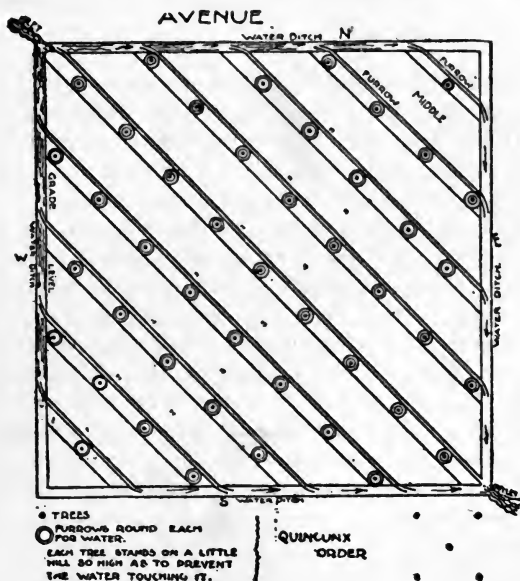 AVENUE
WATER DITCH N
FURROW
FURROW
MIDDLE
GRADE LEVEL
WATER DITCH
W
E
WATER DITCH
S WATER DITCH
TREES
FURROWS ROUND EACH
FOR WATER.
EACH TREE STANDS ON A LITTLE
HILL SO HIGH AS TO PREVENT
THE WATER TOUCHING IT.
QUINCUNX
ORDER